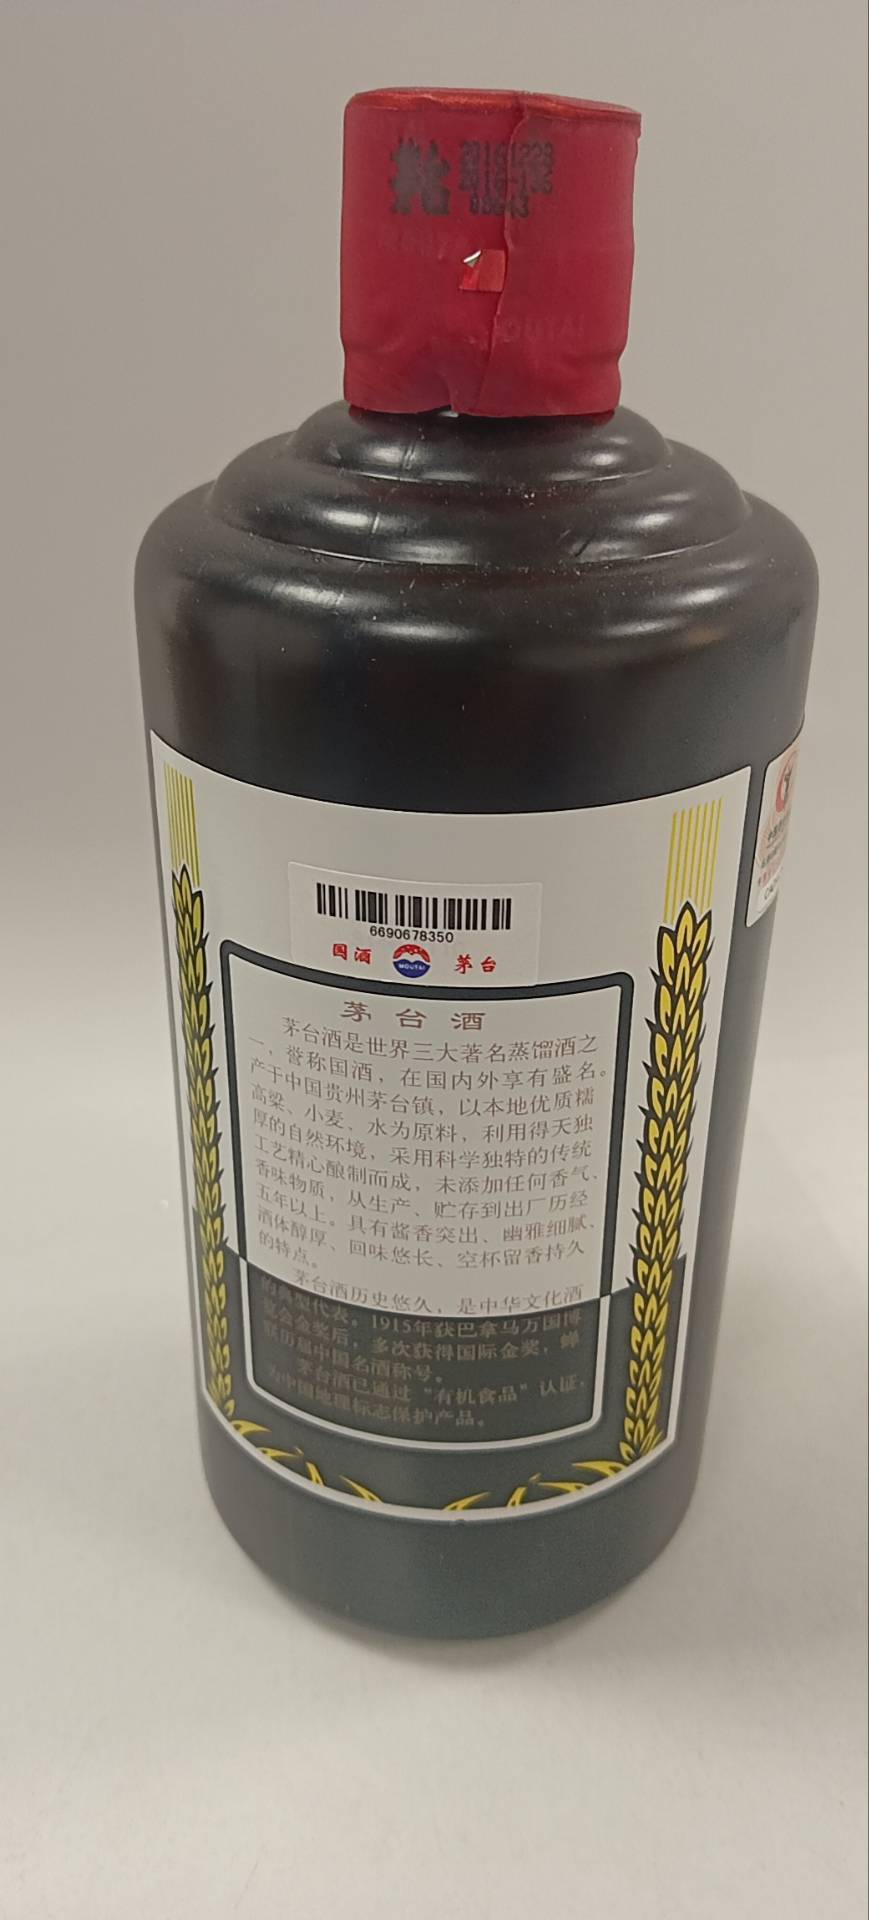 20161228
6690678350
国酒 MOUTAI 茅台
茅台酒
茅台酒是世界三大著名蒸馏酒之
一，誉称国酒，在国内外享有盛名。
产于中国贵州茅台镇，以本地优质糯
高粱、小麦、水为原料，利用得天独
厚的自然环境，采用科学独特的传统
工艺精心酿制而成，未添加任何香气、
香味物质，从生产、贮存到出厂历经
五年以上。具有酱香突出、幽雅细腻、
酒体醇厚、回味悠长、空杯留香持久
的特点。
茅台酒历史悠久，是中华文化酒
的典型代表。1915年获巴拿马万国博
览会金奖后，多次获得国际金奖，蝉
联历届中国名酒称号。
茅台酒已通过“有机食品”认证，
为中国地理标志保护产品。